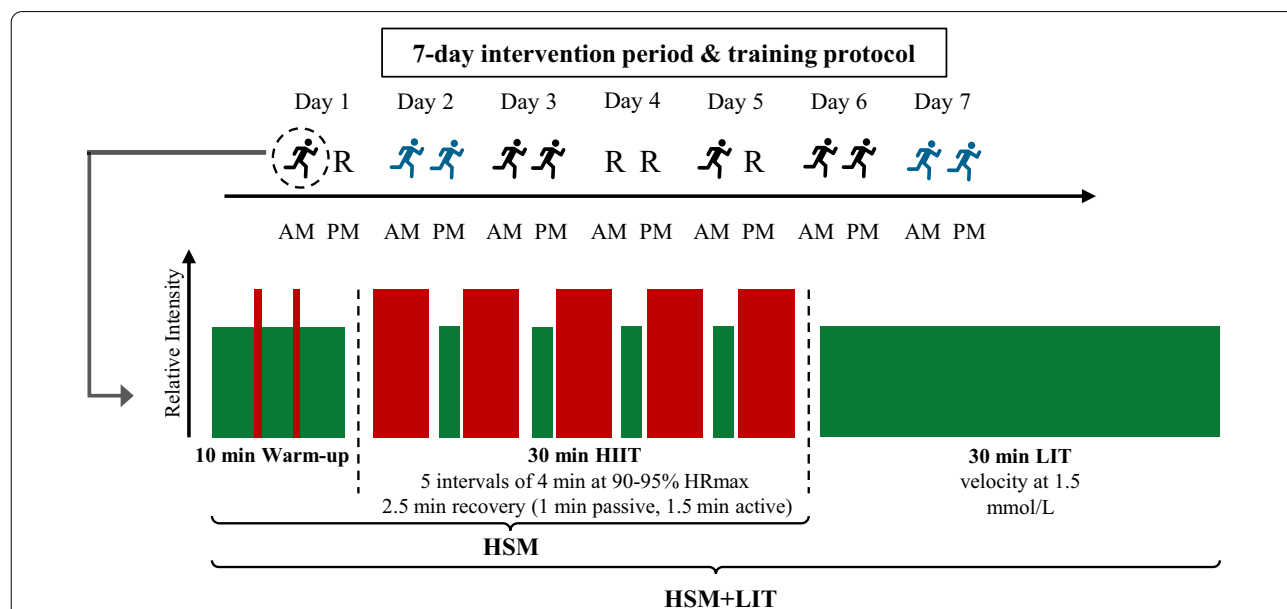 7-day intervention period & training protocol
Day 1 Day 2 Day 3 Day 4 Day 5 Day 6 Day 7
R R R R
AM PM AM PM AM PM AM PM AM PM AM PM AM PM
Relative Intensity
10 min Warm-up
30 min HIIT
5 intervals of 4 min at 90-95% HRmax
2.5 min recovery (1 min passive, 1.5 min active)
30 min LIT
velocity at 1.5
mmol/L
HSM
HSM+LIT